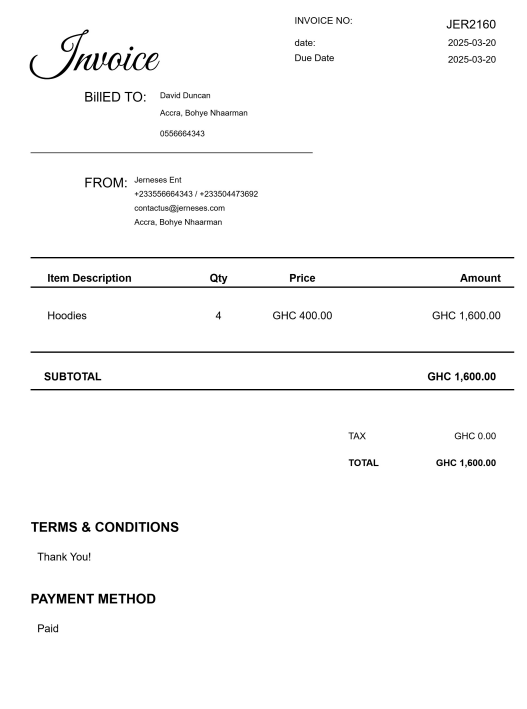 Invoice
INVOICE NO: JER2160
date: 2025-03-20
Due Date 2025-03-20
BillED TO: David Duncan
Accra, Bohye Nhaarman
0556664343
FROM: Jerneses Ent
+233556664343 / +233504473692
contactus@jerneses.com
Accra, Bohye Nhaarman
Item Description Qty Price Amount
Hoodies 4 GHC 400.00 GHC 1,600.00
SUBTOTAL GHC 1,600.00
TAX GHC 0.00
TOTAL GHC 1,600.00
TERMS & CONDITIONS
Thank You!
PAYMENT METHOD
Paid